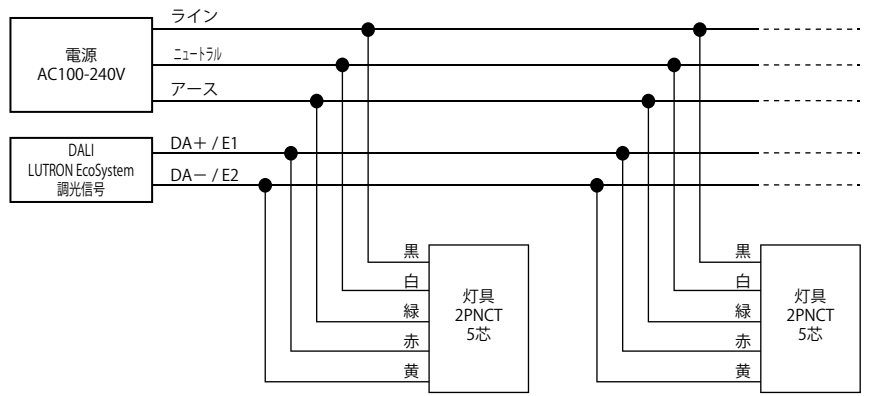 ライン
電源
AC100-240V
ﾆｭｰﾄﾗﾙ
アース
DALI
LUTRON EcoSystem
調光信号
DA＋ / E1
DA－ / E2
黒
白
緑
赤
黄
灯具
2PNCT
5芯
黒
白
緑
赤
黄
灯具
2PNCT
5芯